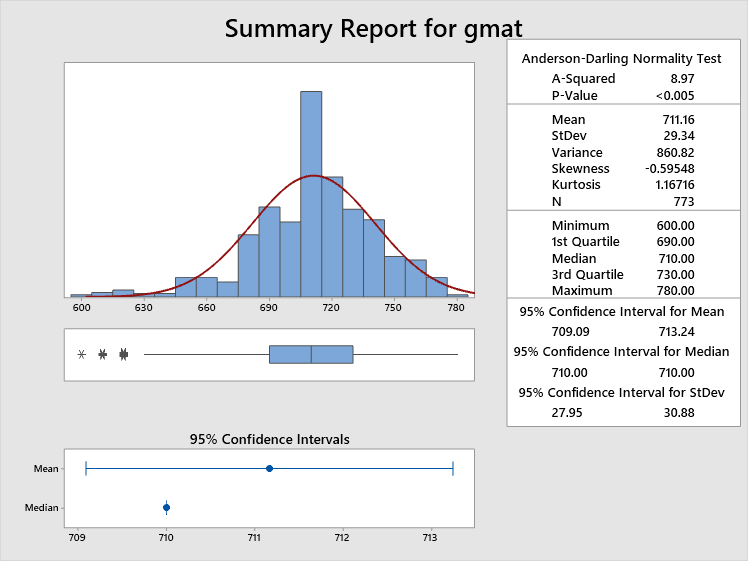 Summary Report for gmat
Anderson-Darling Normality Test
A-Squared 8.97
P-Value <0.005
Mean 711.16
StDev 29.34
Variance 860.82
Skewness -0.59548
Kurtosis 1.16716
N 773
Minimum 600.00
1st Quartile 690.00
Median 710.00
3rd Quartile 730.00
Maximum 780.00
95% Confidence Interval for Mean
709.09 713.24
95% Confidence Interval for Median
710.00 710.00
95% Confidence Interval for StDev
27.95 30.88
600 630 660 690 720 750 780
95% Confidence Intervals
Mean
Median
709 710 711 712 713